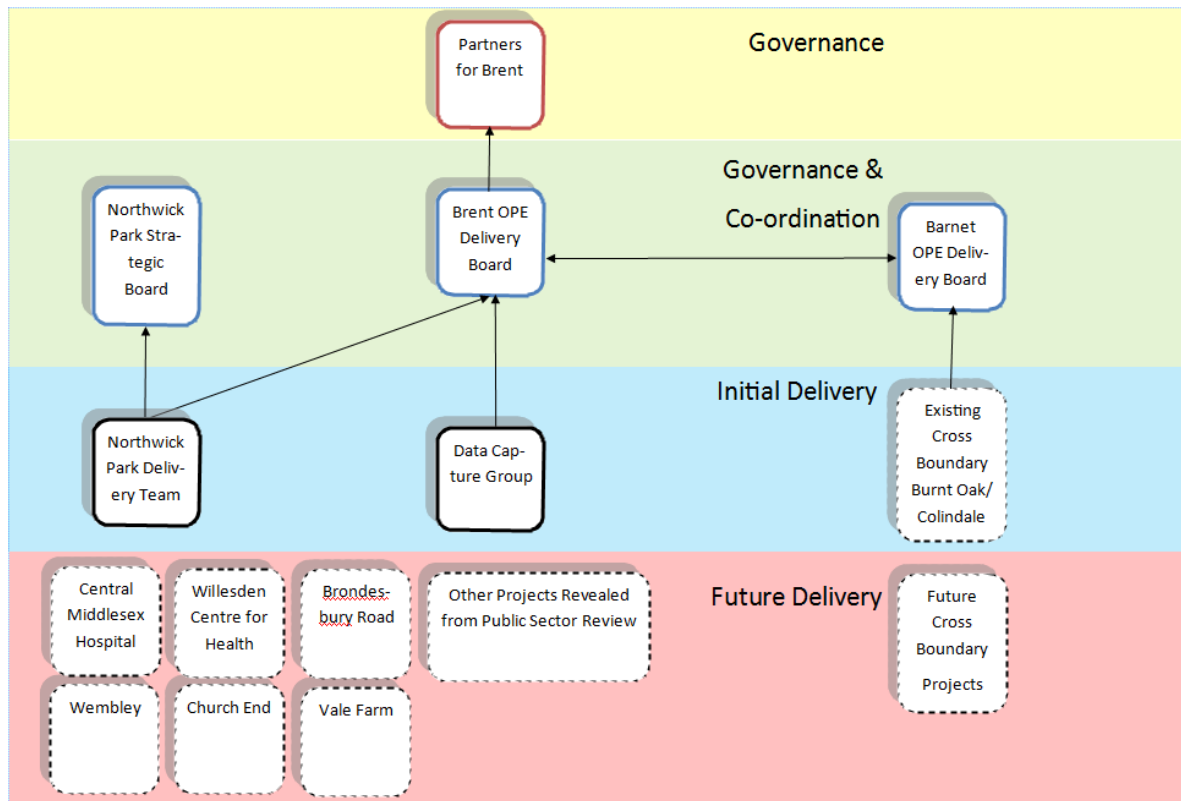 Partners
for Brent
Governance
Governance &
Co-ordination
Northwick
Park Stra-
tegic
Board
Brent OPE
Delivery
Board
Barnet
OPE Deliv-
ery Board
Initial Delivery
Northwick
Park Deliv-
ery Team
Data Cap-
ture Group
Existing
Cross
Boundary
Burnt Oak/
Colindale
Future Delivery
Central
Middlesex
Hospital
Willesden
Centre for
Health
Brondes-
bury Road
Other Projects Revealed
from Public Sector Review
Future
Cross
Boundary
Projects
Wembley
Church End
Vale Farm